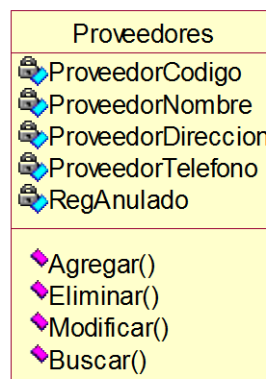 Proveedores
ProveedorCodigo
ProveedorNombre
ProveedorDireccion
ProveedorTelefono
RegAnulado
Agregar()
Eliminar()
Modificar()
Buscar()